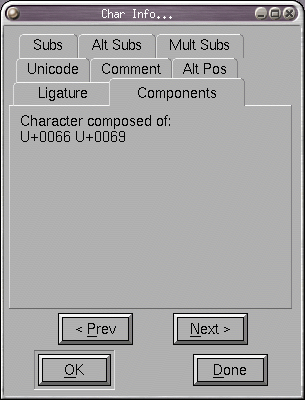 Char Info...
Subs Alt Subs Mult Subs
Unicode Comment Alt Pos
Ligature Components
Character composed of:
U+0066 U+0069
< Prev Next >
OK Done